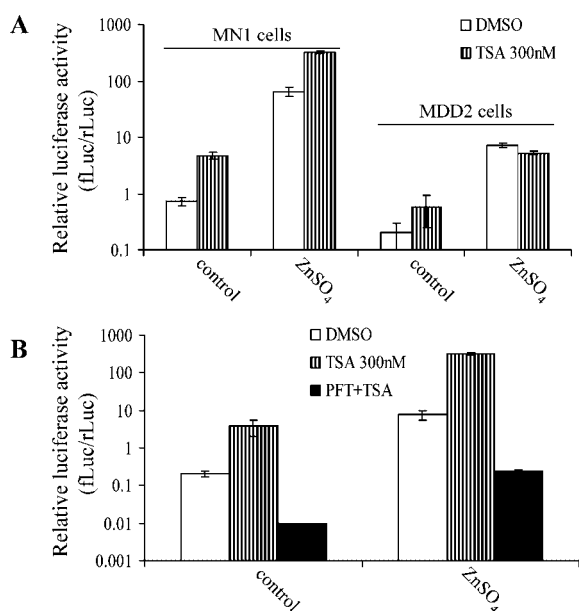 A
MN1 cells
DMSO
TSA 300nM
MDD2 cells
Relative luciferase activity
(fLuc/rLuc)
1000
100
10
1
0.1
control
ZnSO4
control
ZnSO4
B
DMSO
TSA 300nM
PFT+TSA
Relative luciferase activity
(fLuc/rLuc)
1000
100
10
1
0.1
0.01
0.001
control
ZnSO4